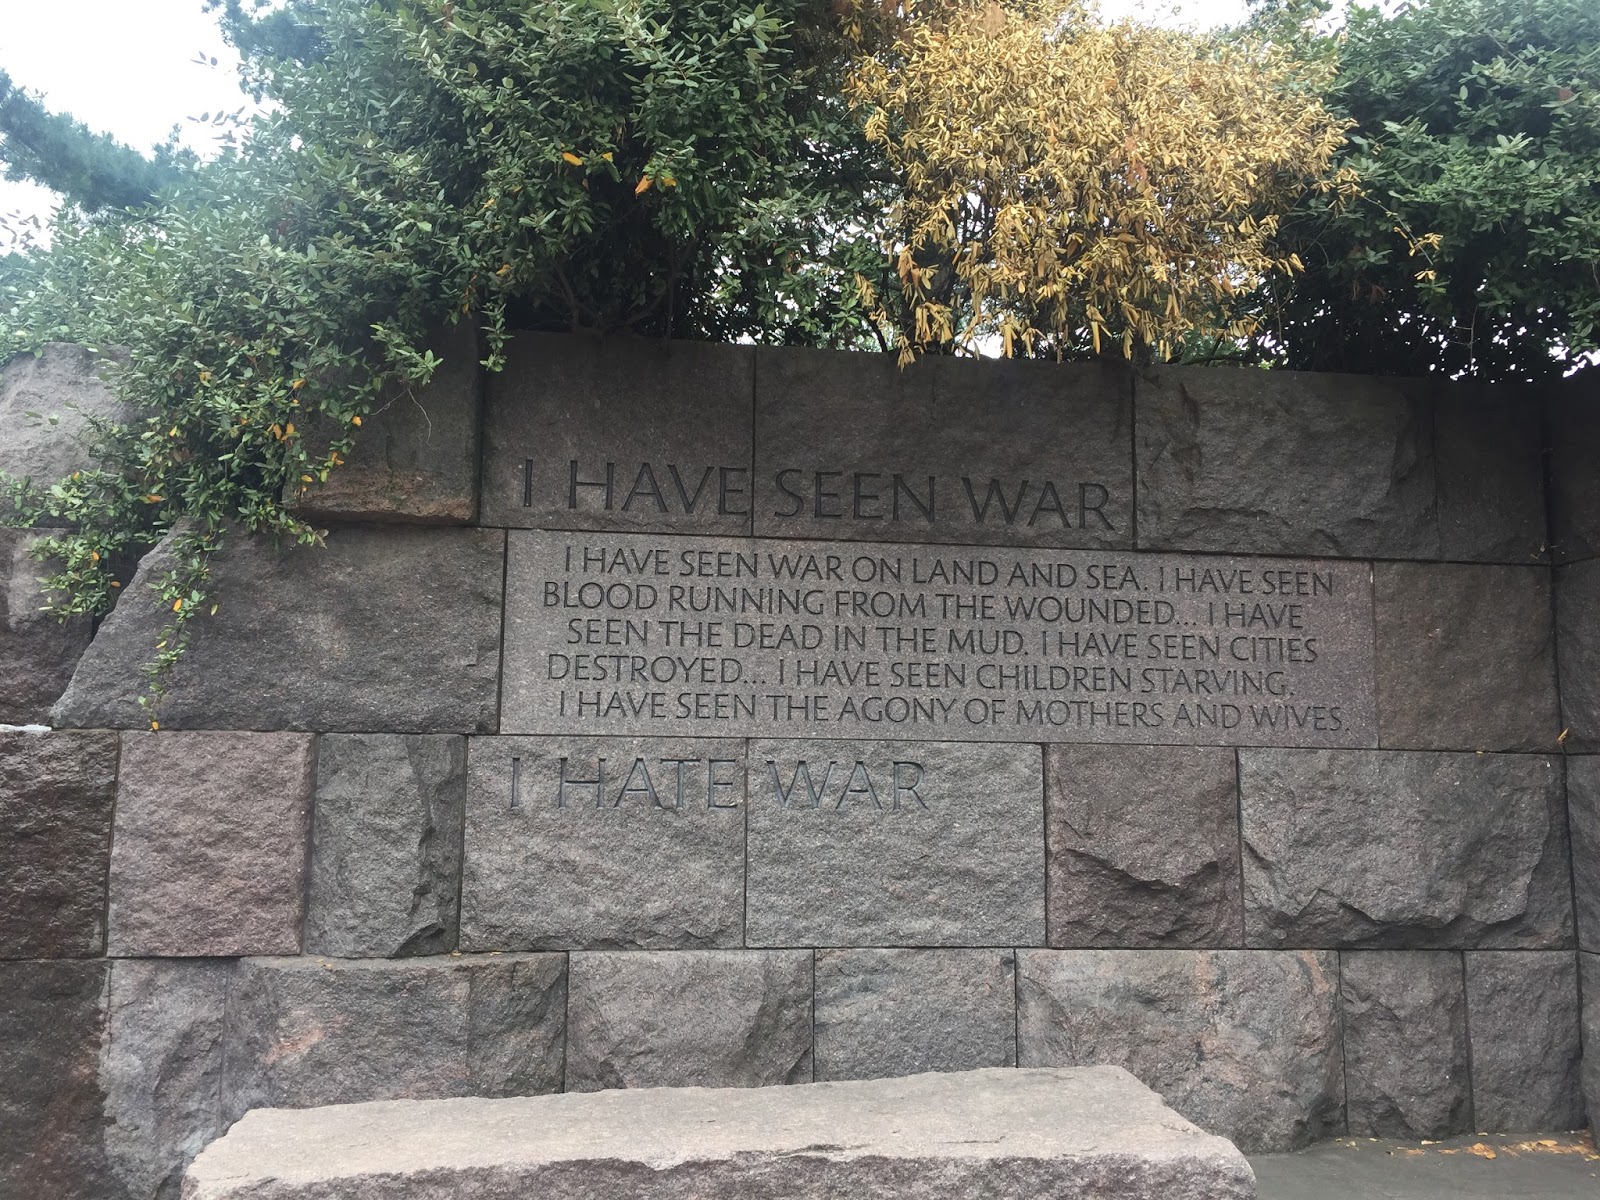 I HAVE SEEN WAR
I HAVE SEEN WAR ON LAND AND SEA. I HAVE SEEN
BLOOD RUNNING FROM THE WOUNDED... I HAVE
SEEN THE DEAD IN THE MUD. I HAVE SEEN CITIES
DESTROYED... I HAVE SEEN CHILDREN STARVING.
I HAVE SEEN THE AGONY OF MOTHERS AND WIVES.
I HATE WAR